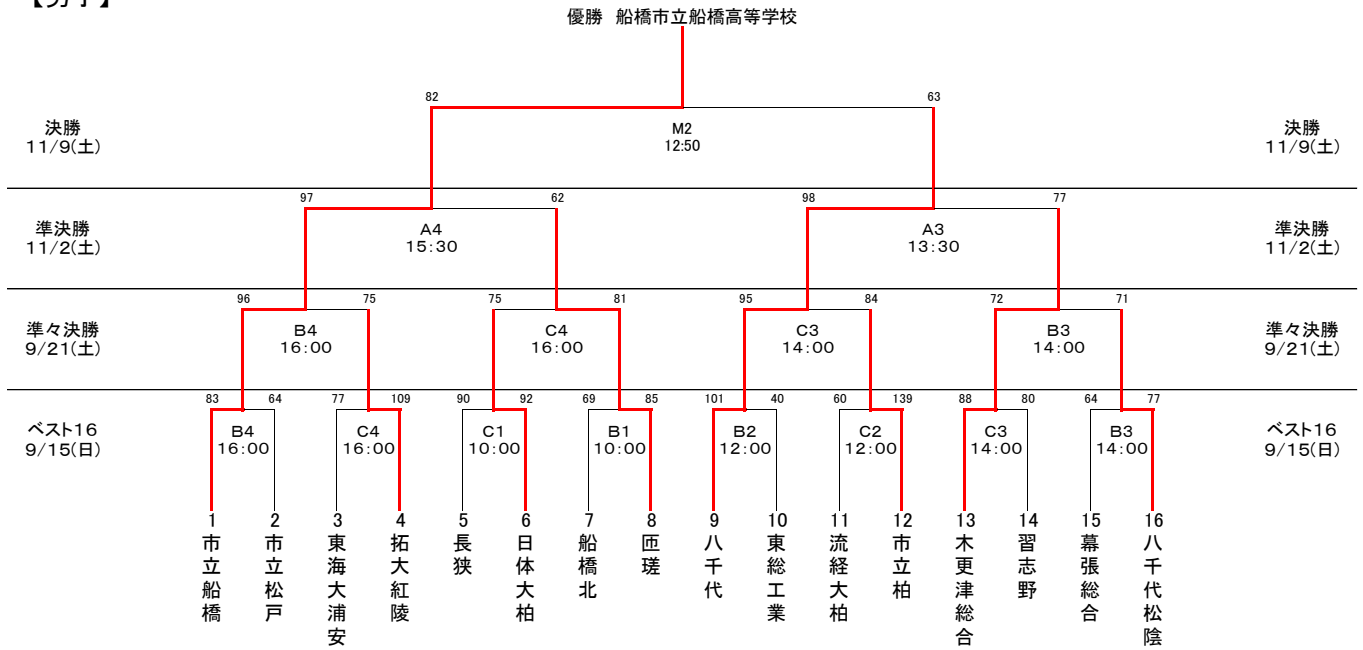 【男子】
優勝 船橋市立船橋高等学校
82
63
決勝
11/9(土)
M2
12:50
決勝
11/9(土)
97
62
98
77
準決勝
11/2(土)
A4
15:30
A3
13:30
準決勝
11/2(土)
96
75
75
81
95
84
72
71
準々決勝
9/21(土)
B4
16:00
C4
16:00
C3
14:00
B3
14:00
準々決勝
9/21(土)
83
64
77
109
90
92
69
85
101
40
60
139
88
80
64
77
ベスト16
9/15(日)
B4
16:00
C4
16:00
C1
10:00
B1
10:00
B2
12:00
C2
12:00
C3
14:00
B3
14:00
ベスト16
9/15(日)
1
市立船橋
2
市立松戸
3
東海大浦安
4
拓大紅陵
5
長狭
6
日体大柏
7
船橋北
8
匝瑳
9
八千代
10
東総工業
11
流経大柏
12
市立柏
13
木更津総合
14
習志野
15
幕張総合
16
八千代松陰